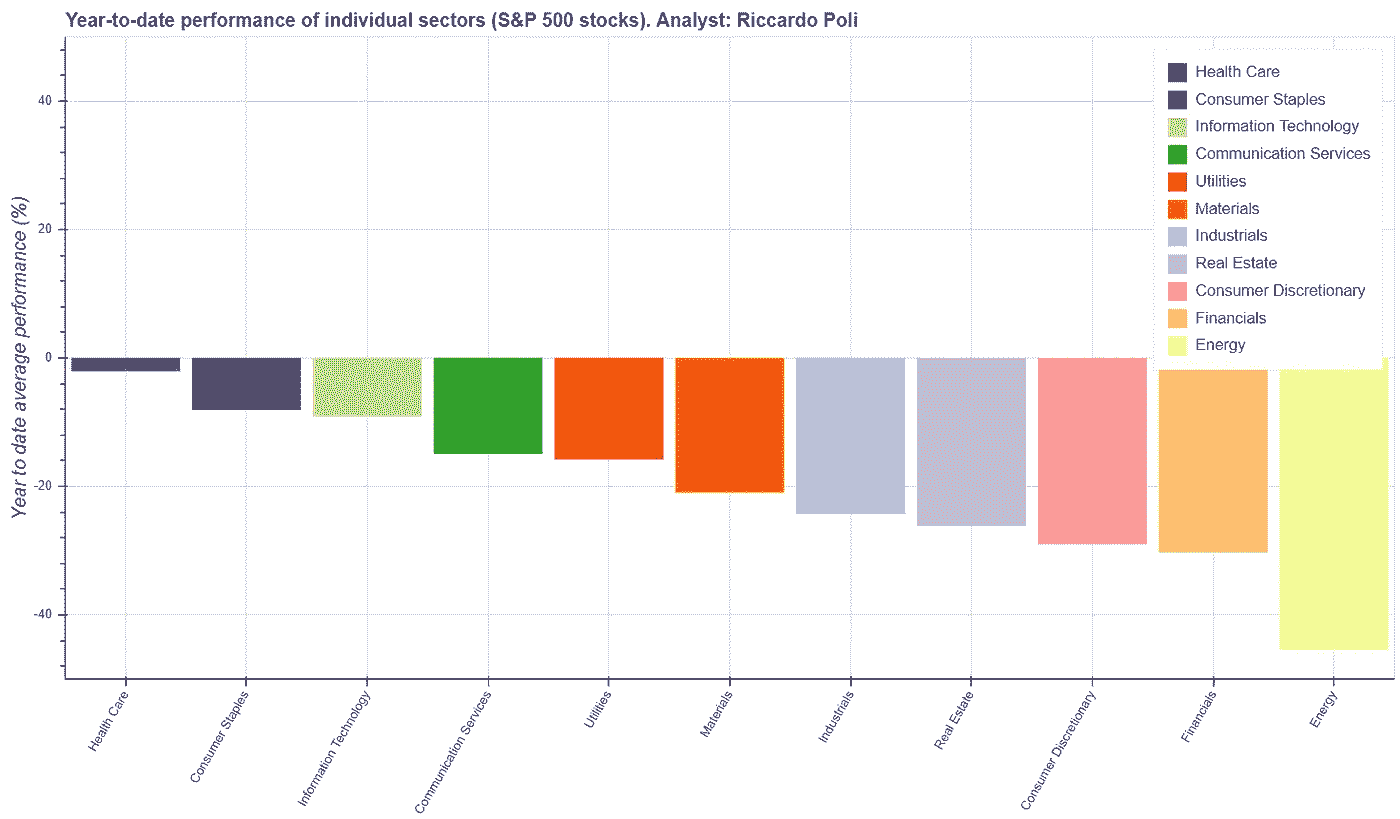 Year-to-date performance of individual sectors (S&P 500 stocks). Analyst: Riccardo Poli
Health Care
Consumer Staples
Information Technology
Communication Services
Utilities
Materials
Industrials
Real Estate
Consumer Discretionary
Financials
Energy
Year to date average performance (%)
40
20
0
-20
-40
Health Care
Consumer Staples
Information Technology
Communication Services
Utilities
Materials
Industrials
Real Estate
Consumer Discretionary
Financials
Energy